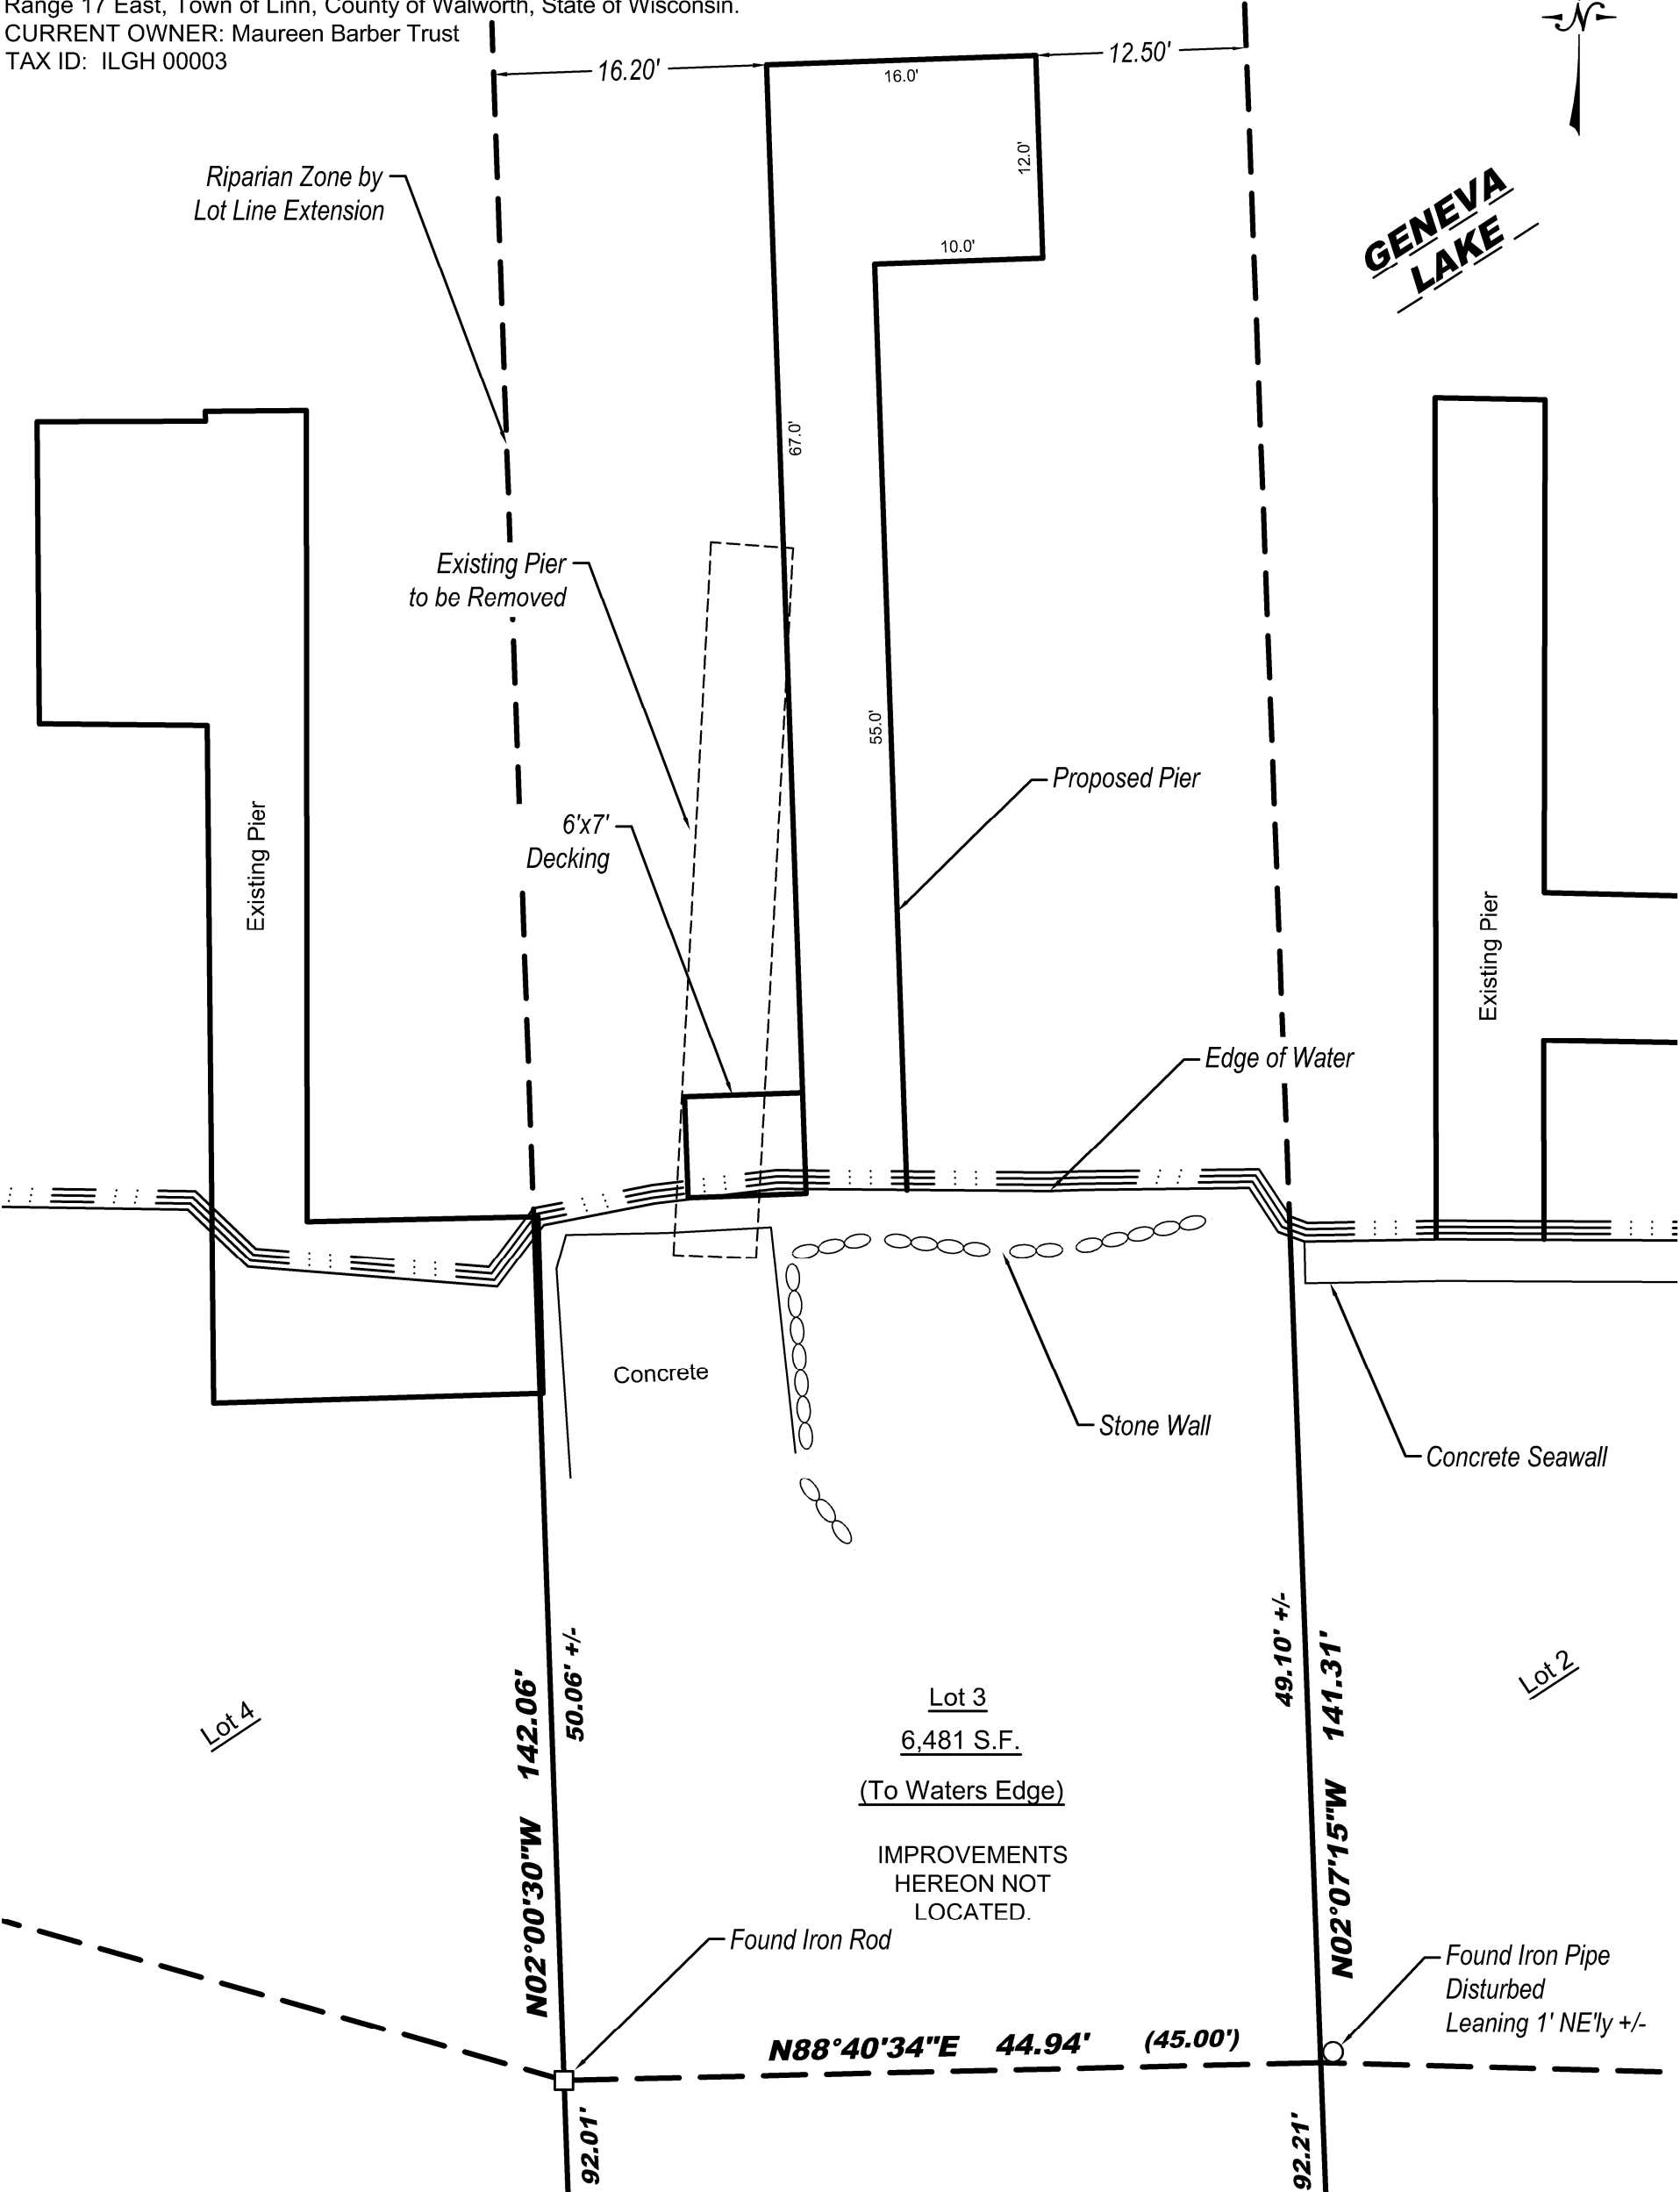 Range 17 East, Town of Linn, County of Walworth, State of Wisconsin.
CURRENT OWNER: Maureen Barber Trust
TAX ID: ILGH 00003
N
16.20'
16.0'
12.50'
12.0'
10.0'
Riparian Zone by
Lot Line Extension
GENEVA
LAKE
67.0'
Existing Pier
to be Removed
55.0'
Proposed Pier
6'x7'
Decking
Existing Pier
Existing Pier
Edge of Water
Concrete
Stone Wall
Concrete Seawall
N02°00'30"W 142.06'
50.06' +/-
49.10' +/-
N02°07'15"W 141.31'
Lot 4
Lot 3
6,481 S.F.
(To Waters Edge)
IMPROVEMENTS
HEREON NOT
LOCATED.
Lot 2
Found Iron Rod
Found Iron Pipe
Disturbed
Leaning 1' NE'ly +/-
N88°40'34"E 44.94' (45.00')
92.01'
92.21'